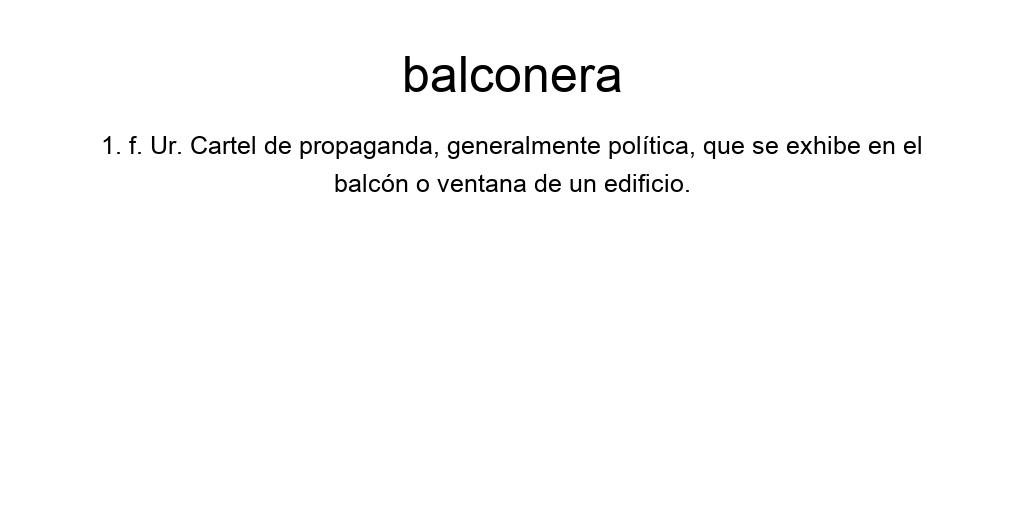 balconera
1. f. Ur. Cartel de propaganda, generalmente política, que se exhibe en el
balcón o ventana de un edificio.